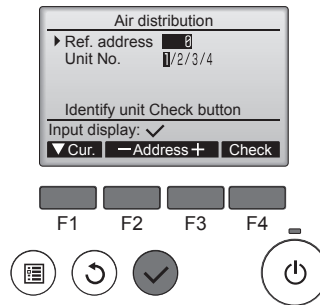 Air distribution
Ref. address 0
Unit No. 1/2/3/4
Identify unit Check button
Input display: ✓
▼ Cur. − Address + Check
F1 F2 F3 F4